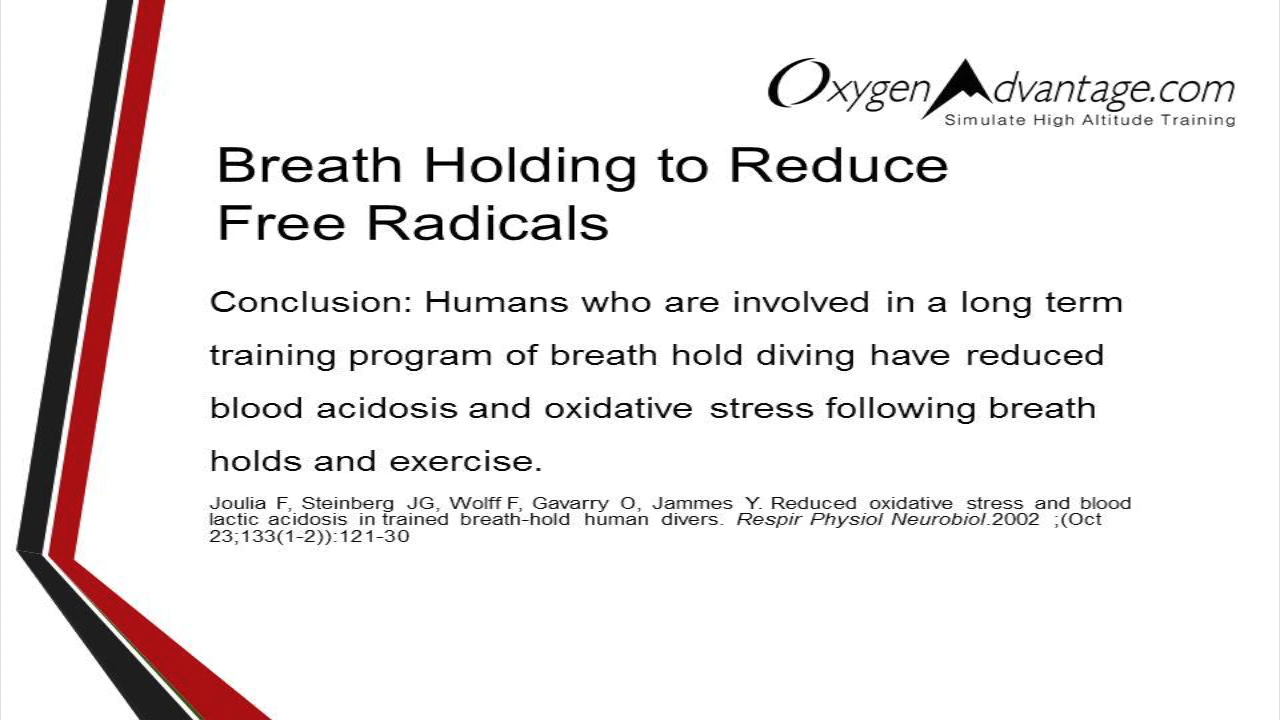 OxygenAdvantage.com
Simulate High Altitude Training
Breath Holding to Reduce
Free Radicals
Conclusion: Humans who are involved in a long term
training program of breath hold diving have reduced
blood acidosis and oxidative stress following breath
holds and exercise.
Joulia F, Steinberg JG, Wolff F, Gavarry O, Jammes Y. Reduced oxidative stress and blood
lactic acidosis in trained breath-hold human divers. Respir Physiol Neurobiol.2002 ;(Oct
23;133(1-2)):121-30